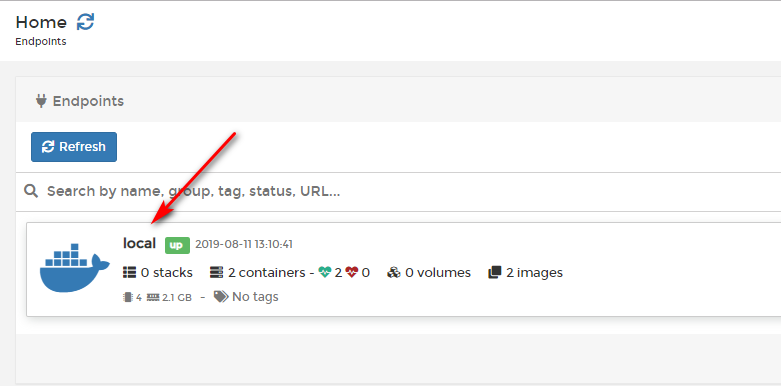 Home
Endpoints
Endpoints
Refresh
Search by name, group, tag, status, URL...
local up 2019-08-11 13:10:41
0 stacks 2 containers - 2 0 0 volumes 2 images
4 2.1 GB - No tags